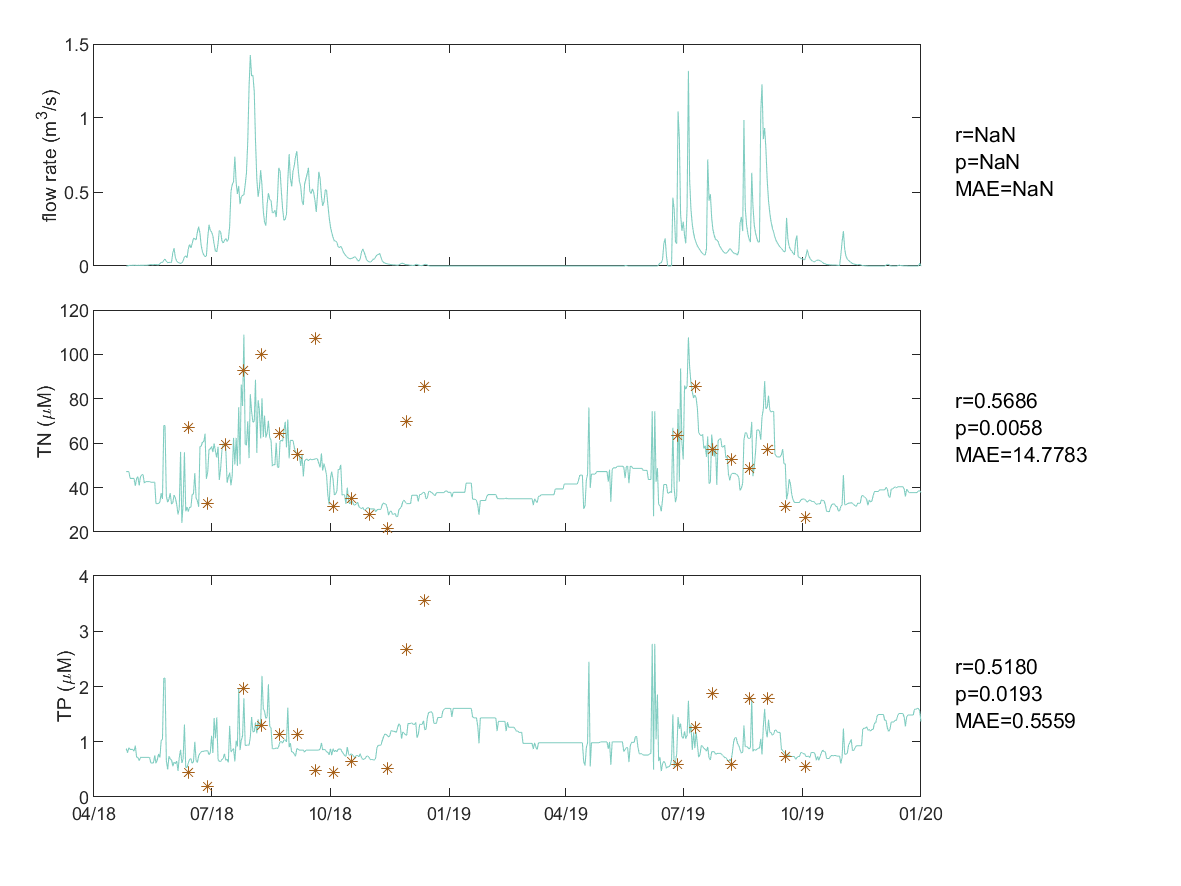 1.5
1
0.5
0
flow rate (m³/s)
r=NaN
p=NaN
MAE=NaN
120
100
80
60
40
20
TN (μM)
r=0.5686
p=0.0058
MAE=14.7783
4
3
2
1
0
TP (μM)
r=0.5180
p=0.0193
MAE=0.5559
04/18 07/18 10/18 01/19 04/19 07/19 10/19 01/20